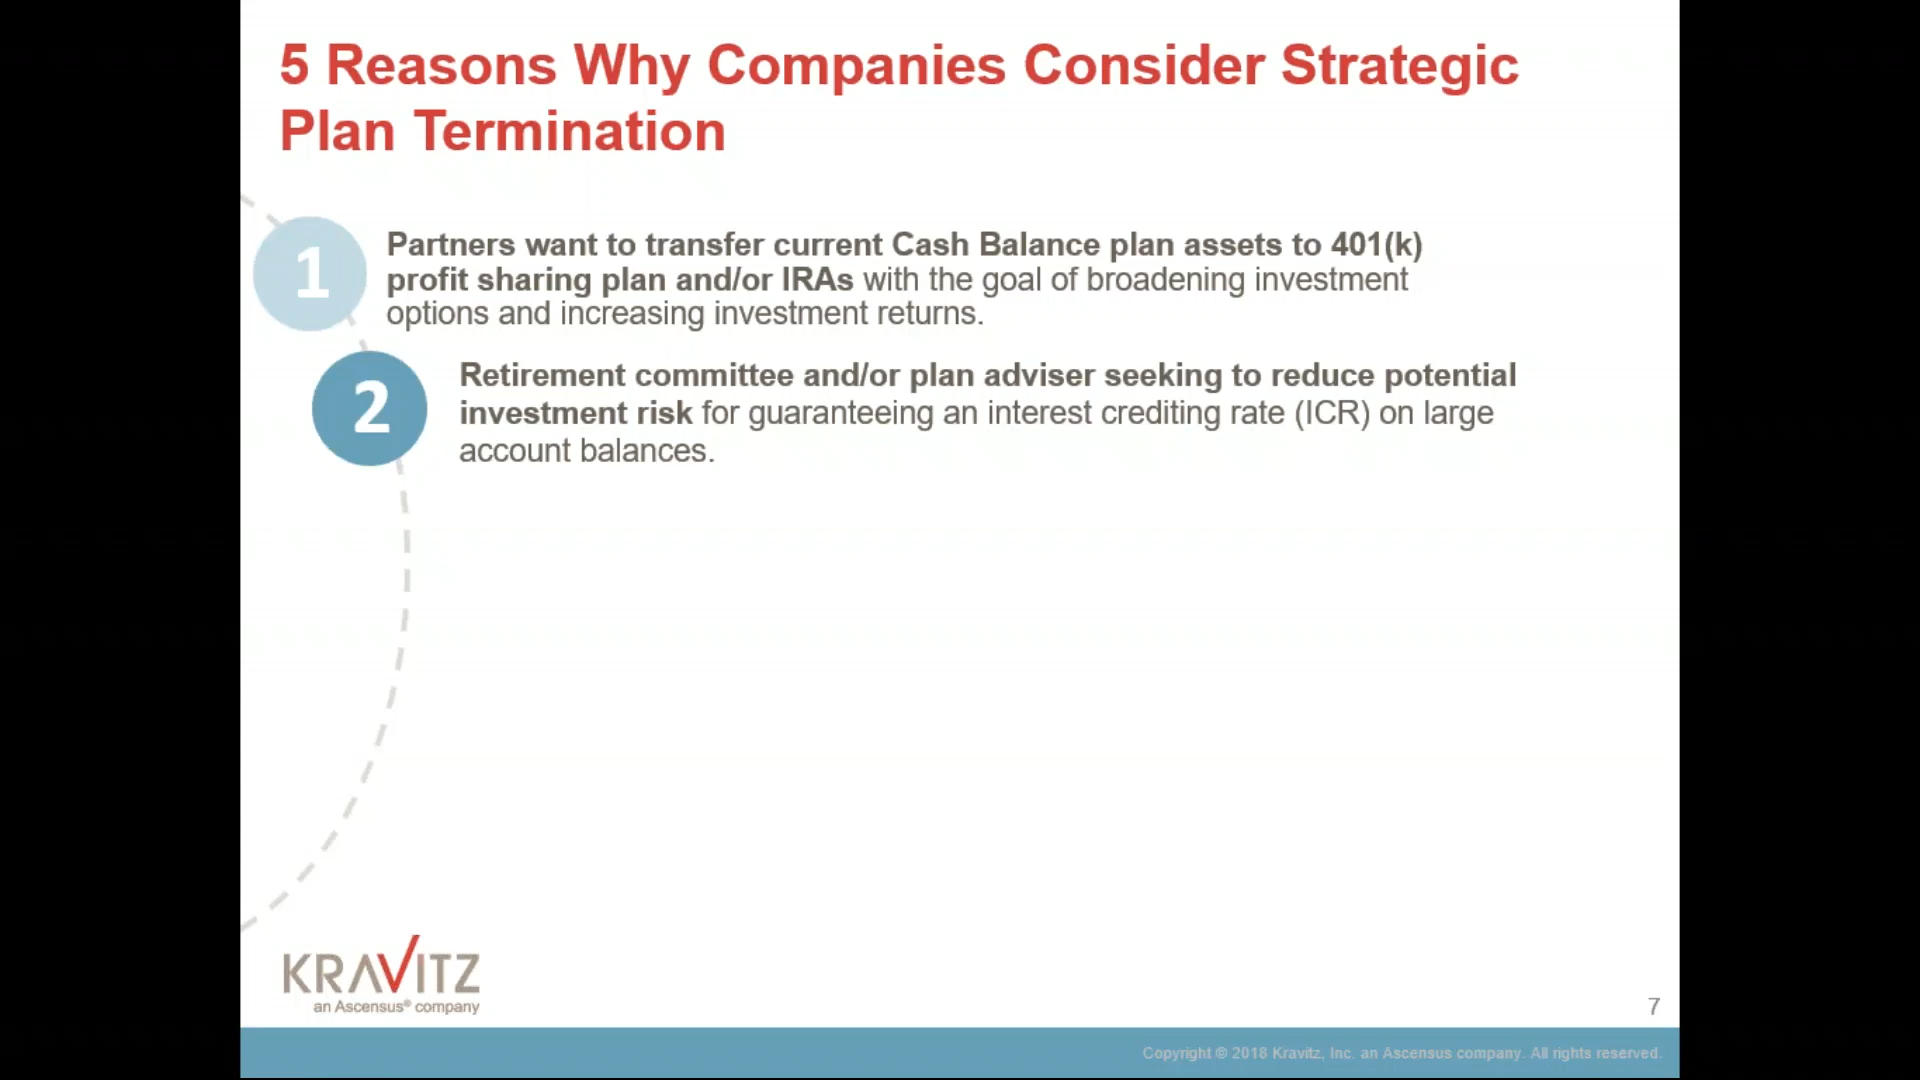 5 Reasons Why Companies Consider Strategic
Plan Termination
1
Partners want to transfer current Cash Balance plan assets to 401(k)
profit sharing plan and/or IRAs with the goal of broadening investment
options and increasing investment returns.
2
Retirement committee and/or plan adviser seeking to reduce potential
investment risk for guaranteeing an interest crediting rate (ICR) on large
account balances.
KRAVITZ
an Ascensus® company
7
Copyright © 2018 Kravitz, Inc. an Ascensus company. All rights reserved.